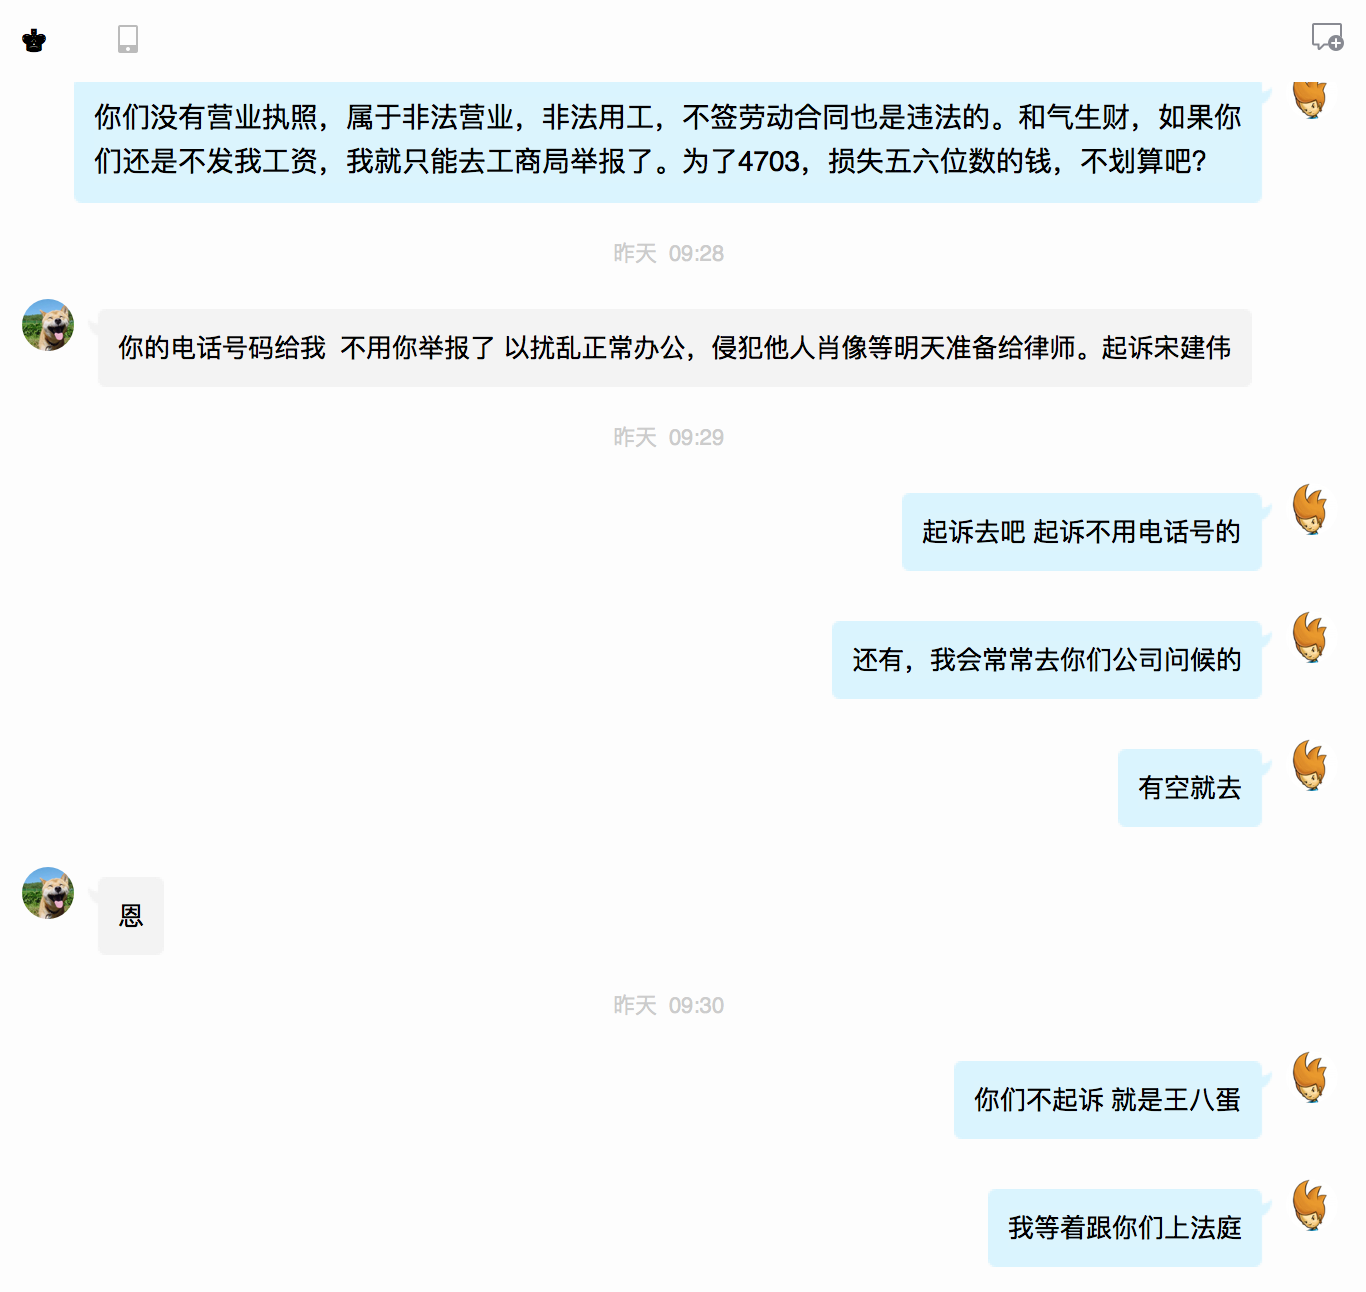 你们没有营业执照，属于非法营业，非法用工，不签劳动合同也是违法的。和气生财，如果你
们还是不发我工资，我就只能去工商局举报了。为了4703，损失五六位数的钱，不划算吧？
昨天 09:28
你的电话号码给我 不用你举报了 以扰乱正常办公，侵犯他人肖像等明天准备给律师。起诉宋建伟
昨天 09:29
起诉去吧 起诉不用电话号的
还有，我会常常去你们公司问候的
有空就去
恩
昨天 09:30
你们不起诉 就是王八蛋
我等着跟你们上法庭